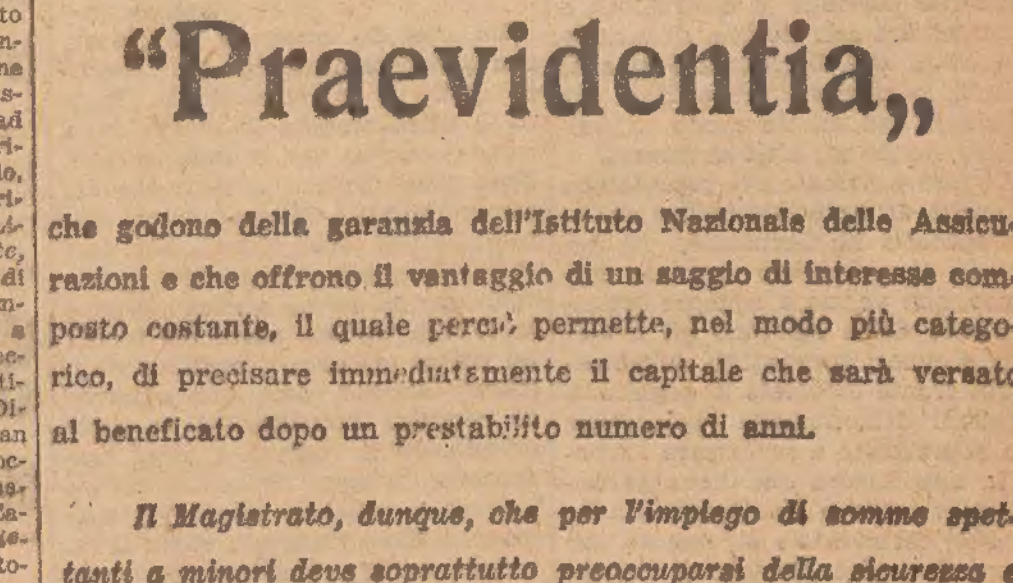 “Praevidentia„
che godono della garanzia dell'Istituto Nazionale delle Assicu-
razioni e che offrono il vantaggio di un saggio di interesse com-
posto costante, il quale perciò permette, nel modo più catego-
rico, di precisare immediatamente il capitale che sarà versato
al beneficato dopo un prestabilito numero di anni.
Il Magistrato, dunque, che per l'impiego di somme spet-
tanti a minori deve soprattutto preoccuparsi della sicurezza e